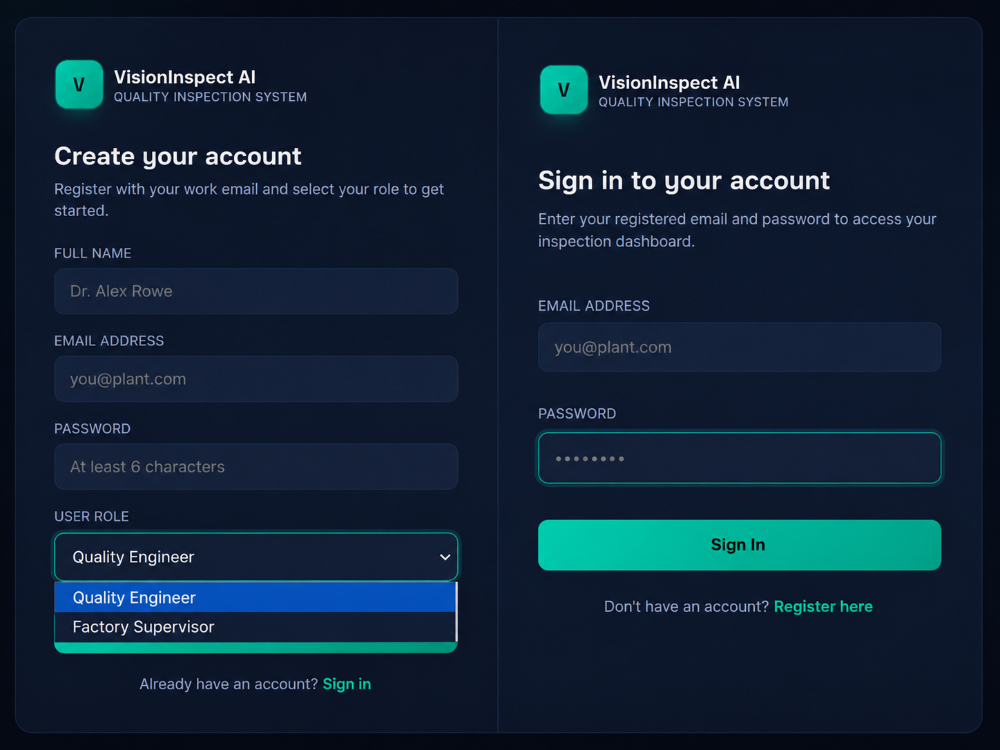 V
VisionInspect AI
QUALITY INSPECTION SYSTEM
Create your account
Register with your work email and select your role to get
started.
FULL NAME
Dr. Alex Rowe
EMAIL ADDRESS
you@plant.com
PASSWORD
At least 6 characters
USER ROLE
Quality Engineer
Quality Engineer
Factory Supervisor
Already have an account? Sign in
V
VisionInspect AI
QUALITY INSPECTION SYSTEM
Sign in to your account
Enter your registered email and password to access your
inspection dashboard.
EMAIL ADDRESS
you@plant.com
PASSWORD
••••••••
Sign In
Don't have an account? Register here